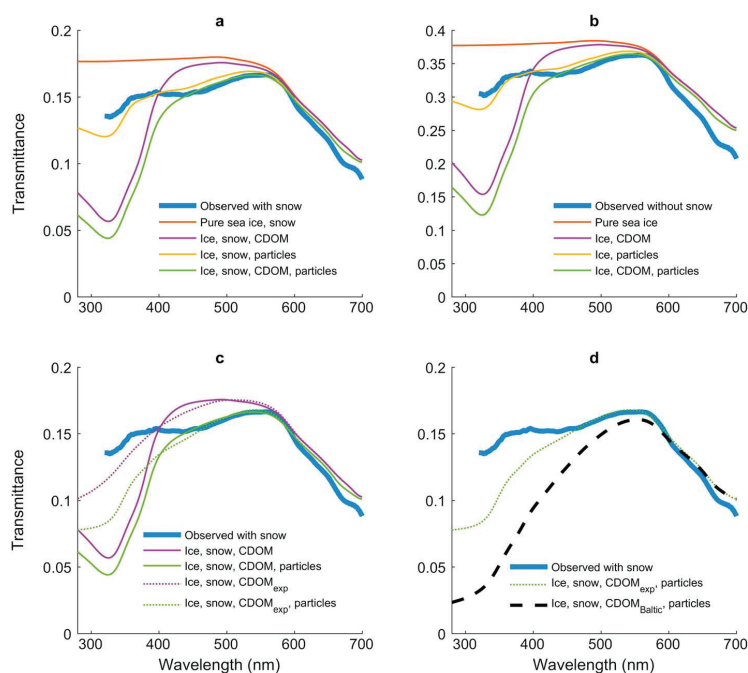 a
Transmittance
0.2
0.15
0.1
0.05
0
300 400 500 600 700
Observed with snow
Pure sea ice, snow
Ice, snow, CDOM
Ice, snow, particles
Ice, snow, CDOM, particles
b
Transmittance
0.4
0.35
0.3
0.25
0.4
0.15
0.2
0.05
0
300 400 500 600 700
Observed without snow
Pure sea ice
Ice, CDOM
Ice, particles
Ice, CDOM, particles
c
Transmittance
0.2
0.15
0.1
0.05
0
300 400 500 600 700
Wavelength (nm)
Observed with snow
Ice, snow, CDOM
Ice, snow, CDOM, particles
Ice, snow, CDOMexp
Ice, snow, CDOMexp, particles
d
Transmittance
0.2
0.15
0.1
0.05
0
300 400 500 600 700
Wavelength (nm)
Observed with snow
Ice, snow, CDOMexp, particles
Ice, snow, CDOMBaltic, particles